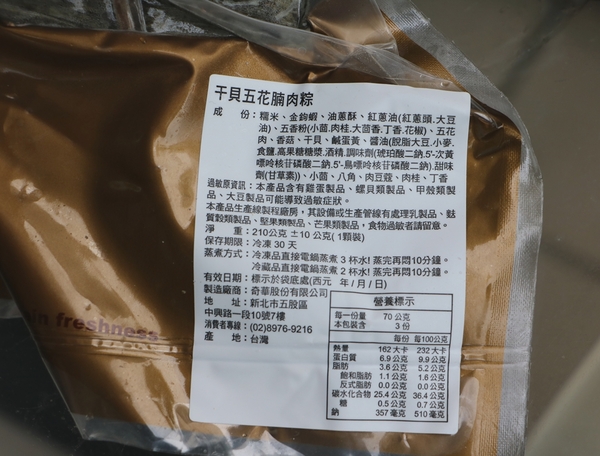 干貝五花腩肉粽
成 份：糯米、金鉤蝦、油蔥酥、紅蔥油(紅蔥頭.大豆
油)、五香粉(小茴.肉桂.大茴香.丁香.花椒)、五花
肉、香菇、干貝、鹹蛋黃、醬油(脫脂大豆.小麥.
食鹽.高果糖糖漿.酒精.調味劑(琥珀酸二鈉.5'-次黃
嘌呤核苷磷酸二鈉.5'-鳥嘌呤核苷磷酸二鈉).甜味
劑(甘草素))、小茴、八角、肉豆蔻、肉桂、丁香
過敏原資訊：本產品含有雞蛋製品、螺貝類製品、甲殼類製
品、大豆製品可能導致過敏症狀。
本產品生產線製程廠房，其設備或生產管線有處理乳製品、麩
質穀類製品、堅果類製品、芒果類製品，食物過敏者請留意。
淨 重：210公克 ±10 公克(1顆裝)
保存期限：冷凍 30 天
蒸煮方式：冷凍品直接電鍋蒸煮 3 杯水! 蒸完再悶10分鐘。
冷藏品直接電鍋蒸煮 2 杯水! 蒸完再悶10分鐘。
有效日期：標示於袋底處(西元 年 / 月 / 日)
製造廠商：奇華股份有限公司
地 址：新北市五股區
中興路一段10號7樓
消費者專線：(02)8976-9216
產 地：台灣
營養標示
每一份量 70 公克
本包裝含 3 份
每份 每100公克
熱量 162 大卡 232 大卡
蛋白質 6.9 公克 9.9 公克
脂肪 3.6 公克 5.2 公克
飽和脂肪 1.1 公克 1.6 公克
反式脂肪 0.0 公克 0.0 公克
碳水化合物 25.4 公克 36.4 公克
糖 0.5 公克 0.7 公克
鈉 357 毫克 510 毫克
in freshness